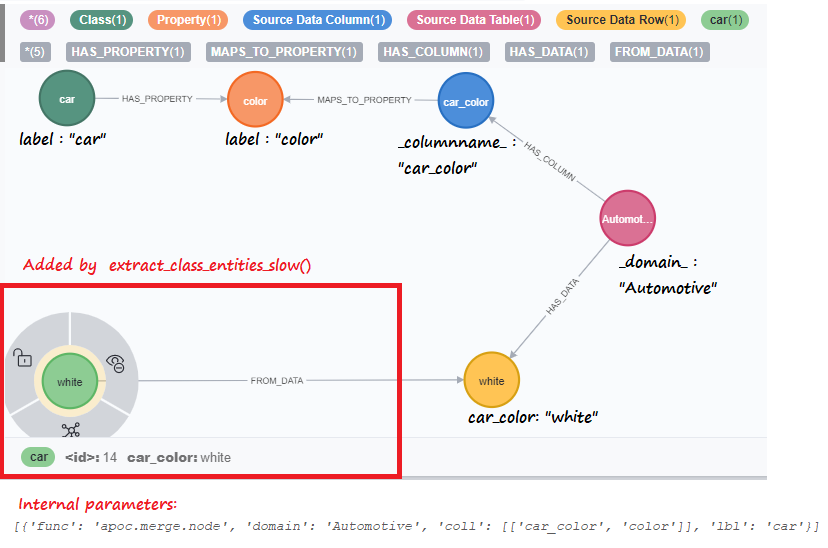 *(6) Class(1) Property(1) Source Data Column(1) Source Data Table(1) Source Data Row(1) car(1)
*(5) HAS_PROPERTY(1) MAPS_TO_PROPERTY(1) HAS_COLUMN(1) HAS_DATA(1) FROM_DATA(1)
car HAS_PROPERTY color MAPS_TO_PROPERTY car_color
label : "car" label : "color" _columnname_ :
"car_color"
HAS_COLUMN
Automot...
Added by extract_class_entities_slow()
_domain_ :
"Automotive"
HAS_DATA
white FROM_DATA white
car_color: "white"
car <id>: 14 car_color: white
Internal parameters:
[{'func': 'apoc.merge.node', 'domain': 'Automotive', 'coll': [['car_color', 'color']], 'lbl': 'car'}]